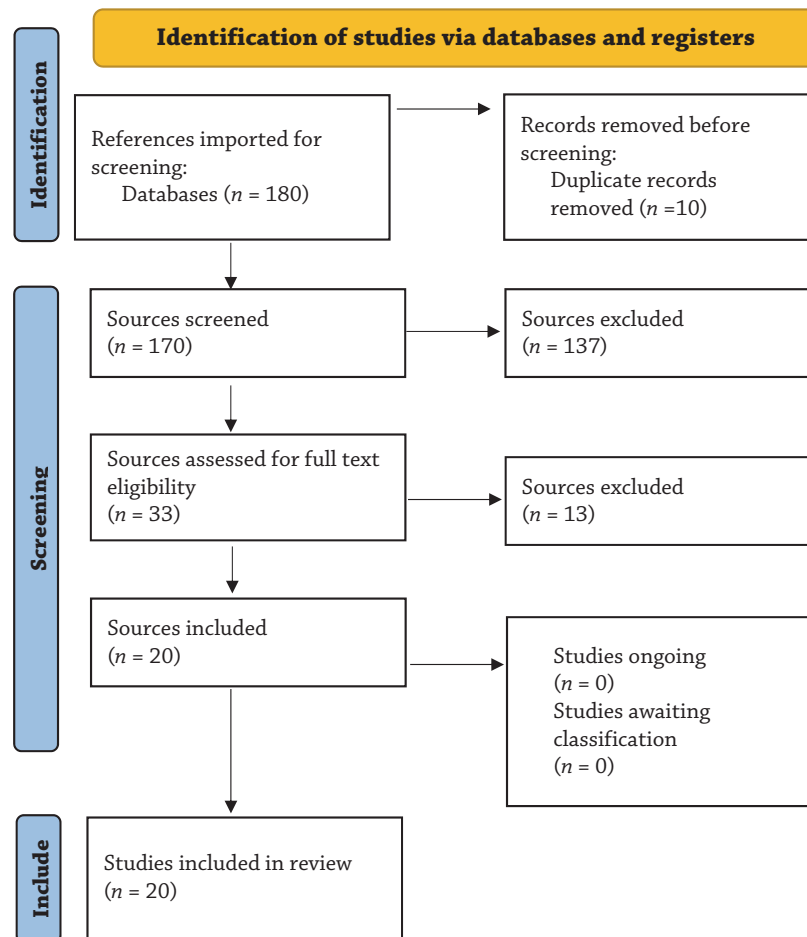 Identification of studies via databases and registers
Identification
References imported for
screening:
Databases (n = 180)
Records removed before
screening:
Duplicate records
removed (n =10)
Screening
Sources screened
(n = 170)
Sources excluded
(n = 137)
Sources assessed for full text
eligibility
(n = 33)
Sources excluded
(n = 13)
Sources included
(n = 20)
Studies ongoing
(n = 0)
Studies awaiting
classification
(n = 0)
Include
Studies included in review
(n = 20)